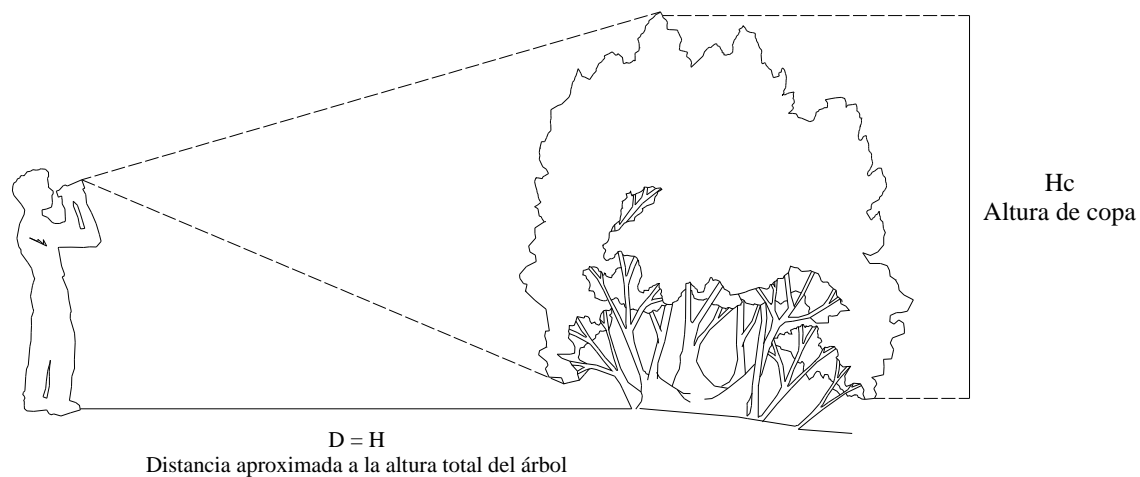 Hc
Altura de copa
D = H
Distancia aproximada a la altura total del árbol